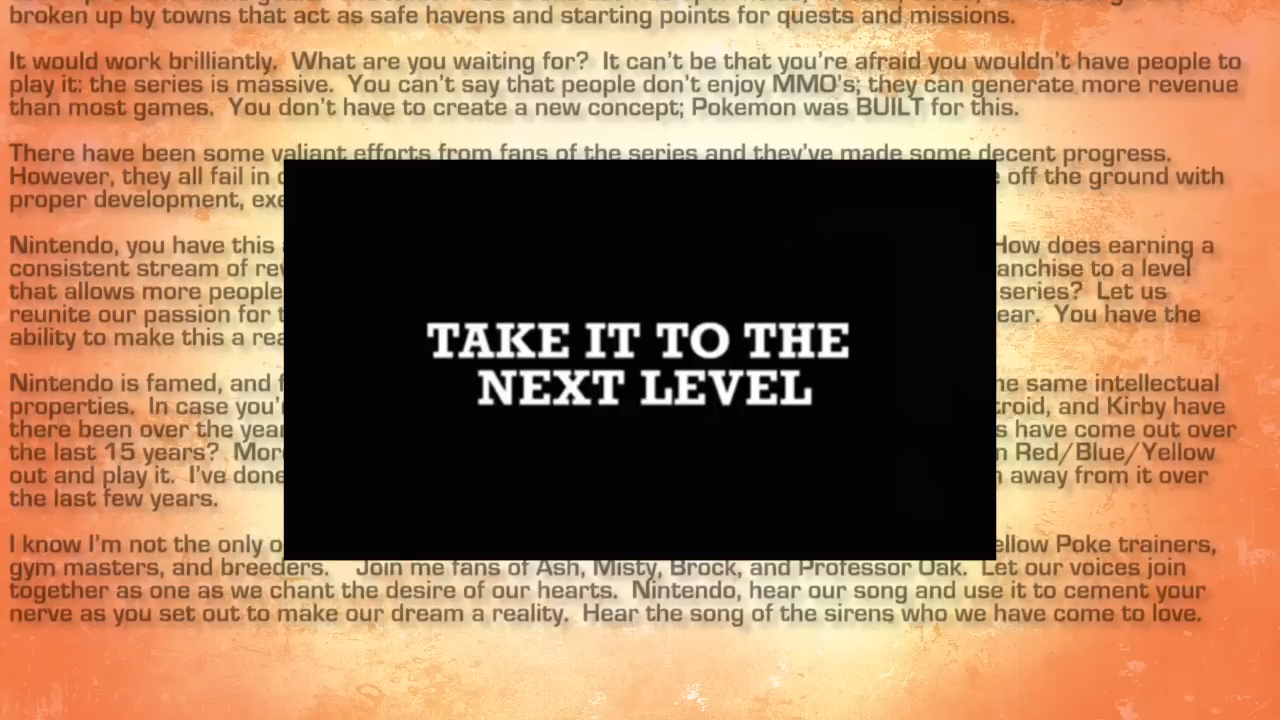 broken up by towns that act as safe havens and starting points for quests and missions.
It would work brilliantly. What are you waiting for? It can't be that you're afraid you wouldn't have people to
play it: the series is massive. You can't say that people don't enjoy MMO's; they can generate more revenue
than most games. You don't have to create a new concept; Pokemon was BUILT for this.
There have been some valiant efforts from fans of the series and they've made some decent progress.
However, they all fail in off the ground with
proper development,
Nintendo, you have this How does earning a
consistent stream of to a level
that allows more people series? Let us
reunite our passion for You have the
ability to make this a
TAKE IT TO THE
NEXT LEVEL
Nintendo is famed, and same intellectual
properties. In case and Kirby have
there been over the have come out over
the last 15 years? Red/Blue/Yellow
out and play it. I've done away from it over
the last few years.
I know I'm not the only Poke trainers,
gym masters, and breeders. Join me fans of Ash, Misty, Brock, and Professor Oak. Let our voices join
together as one as we chant the desire of our hearts. Nintendo, hear our song and use it to cement your
nerve as you set out to make our dream a reality. Hear the song of the sirens who we have come to love.